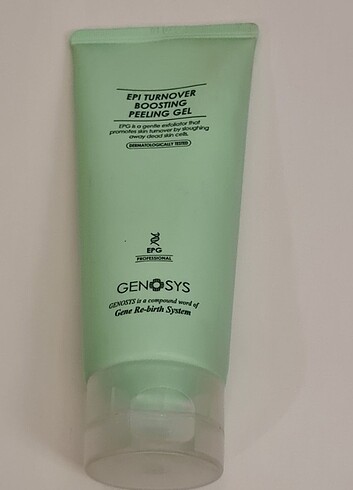 EPI TURNOVER
BOOSTING
PEELING GEL
EPG is a gentle exfoliator that
promotes skin turnover by sloughing
away dead skin cells.
DERMATOLOGICALLY TESTED
EPG
PROFESSIONAL
GENOSYS
GENOSYS is a compound word of
Gene Re-birth System